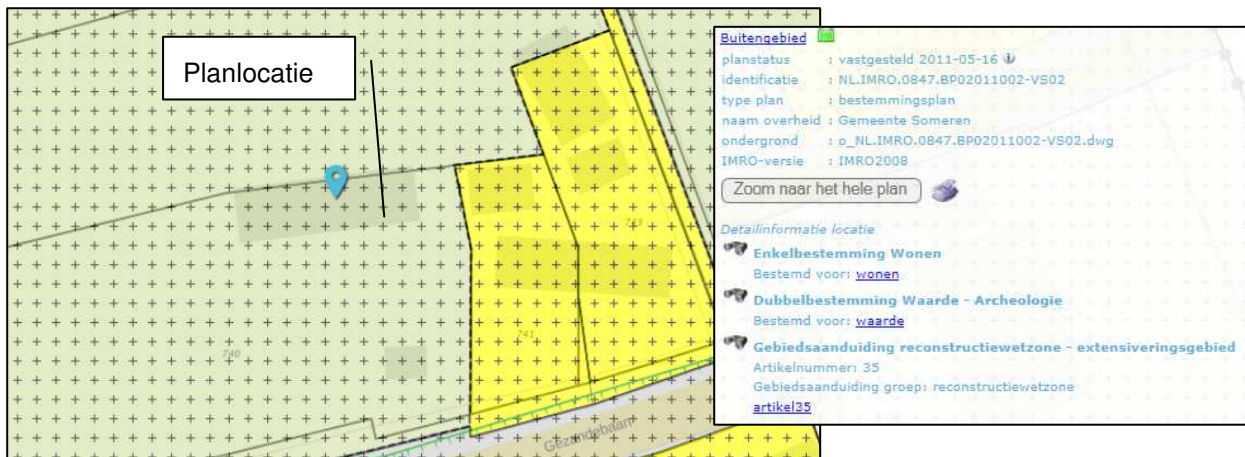 Planlocatie
743
741
740
Gezandebaan
Buitengebied
planstatus : vastgesteld 2011-05-16
identificatie : NL.IMRO.0847.BP02011002-VS02
type plan : bestemmingsplan
naam overheid : Gemeente Someren
ondergrond : o_NL.IMRO.0847.BP02011002-VS02.dwg
IMRO-versie : IMRO2008
Zoom naar het hele plan
Detailinformatie locatie
Enkelbestemming Wonen
Bestemd voor: wonen
Dubbelbestemming Waarde - Archeologie
Bestemd voor: waarde
Gebiedsaanduiding reconstructiewetzone - extensiveringsgebied
Artikelnummer: 35
Gebiedsaanduiding groep: reconstructiewetzone
artikel35